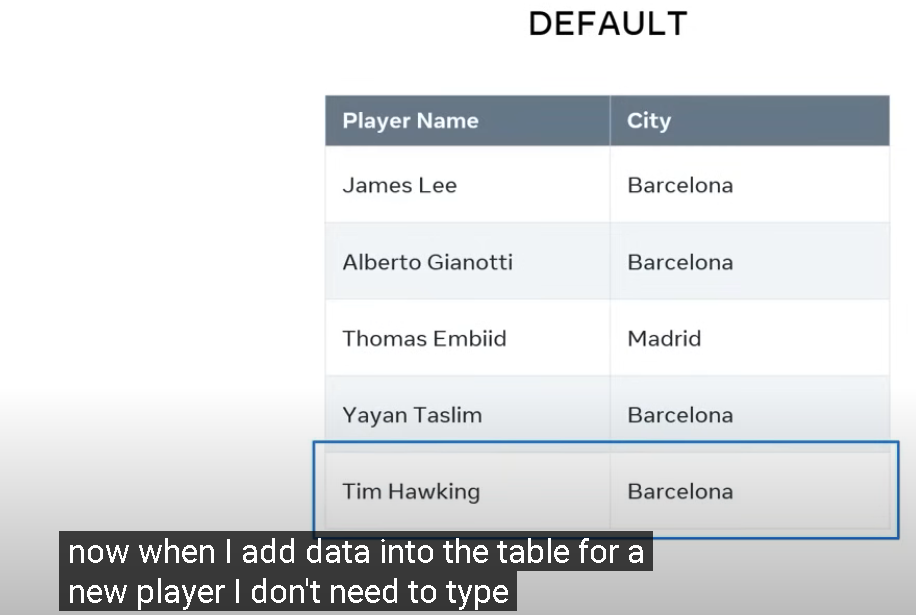 DEFAULT
Player Name City
James Lee Barcelona
Alberto Gianotti Barcelona
Thomas Embiid Madrid
Yayan Taslim Barcelona
Tim Hawking Barcelona
now when I add data into the table for a
new player I don't need to type